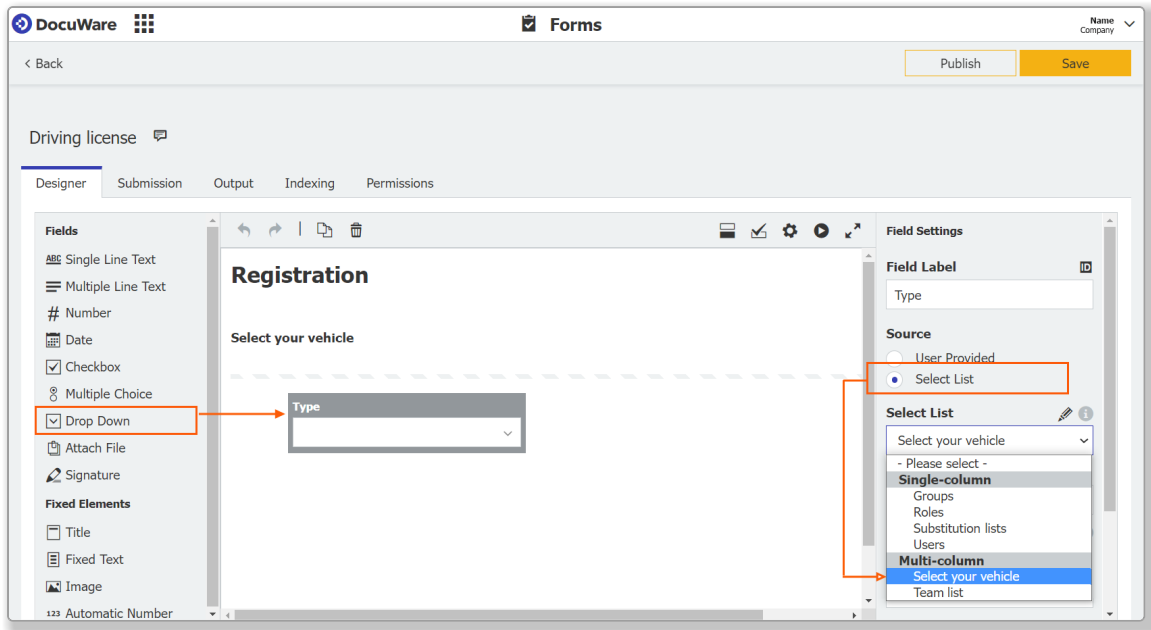 DocuWare
Forms
Name
Company
< Back
Publish
Save
Driving license
Designer
Submission
Output
Indexing
Permissions
Fields
ABC Single Line Text
Multiple Line Text
# Number
Date
Checkbox
Multiple Choice
Drop Down
Attach File
Signature
Fixed Elements
Title
Fixed Text
Image
123 Automatic Number
Registration
Select your vehicle
Type
Field Settings
Field Label
ID
Type
Source
User Provided
Select List
Select List
Select your vehicle
- Please select -
Single-column
Groups
Roles
Substitution lists
Users
Multi-column
Select your vehicle
Team list